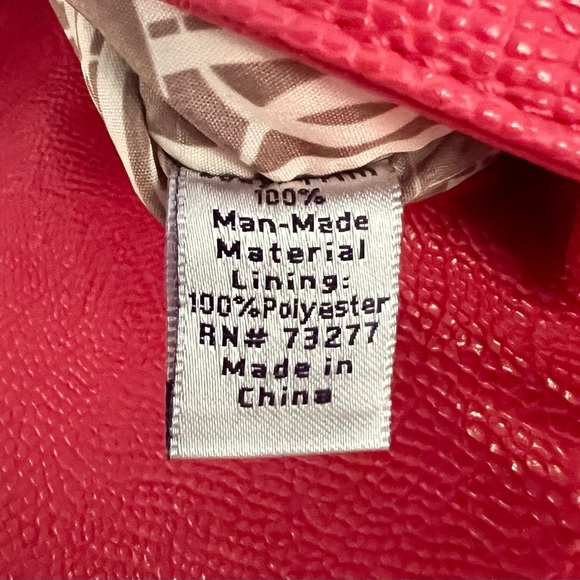 100%
Man-Made
Material
Lining:
100%Polyester
RN# 73277
Made in
China